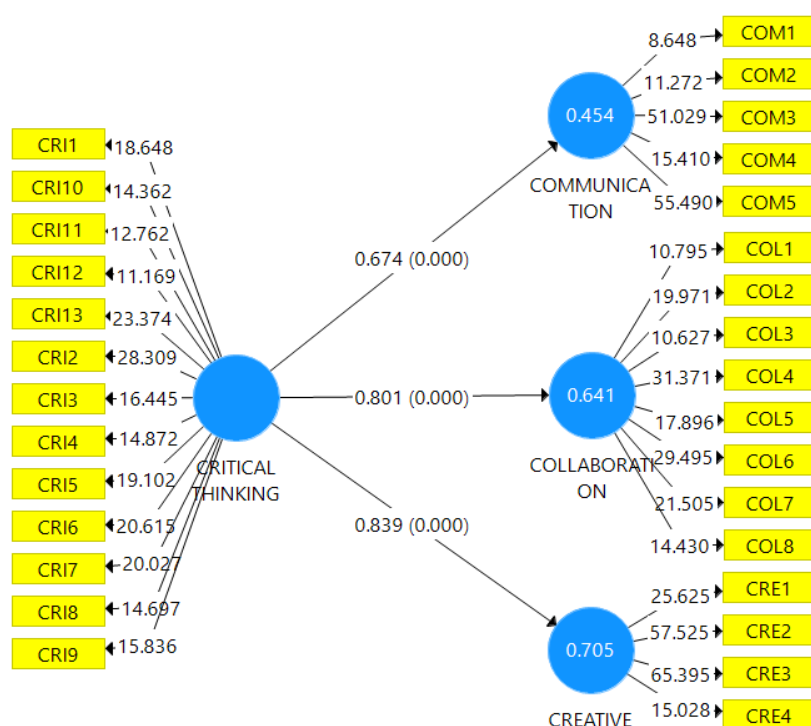 CRI1
18.648
CRI10
14.362
CRI11
12.762
CRI12
11.169
CRI13
23.374
CRI2
28.309
CRI3
16.445
CRI4
14.872
CRI5
19.102
CRI6
20.615
CRI7
20.027
CRI8
14.697
CRI9
15.836
CRITICAL
THINKING
0.674 (0.000)
0.801 (0.000)
0.839 (0.000)
0.454
COMMUNICA
TION
8.648
COM1
11.272
COM2
51.029
COM3
15.410
COM4
55.490
COM5
0.641
COLLABORATI
ON
10.795
COL1
19.971
COL2
10.627
COL3
31.371
COL4
17.896
COL5
29.495
COL6
21.505
COL7
14.430
COL8
0.705
CREATIVE
25.625
CRE1
57.525
CRE2
65.395
CRE3
15.028
CRE4